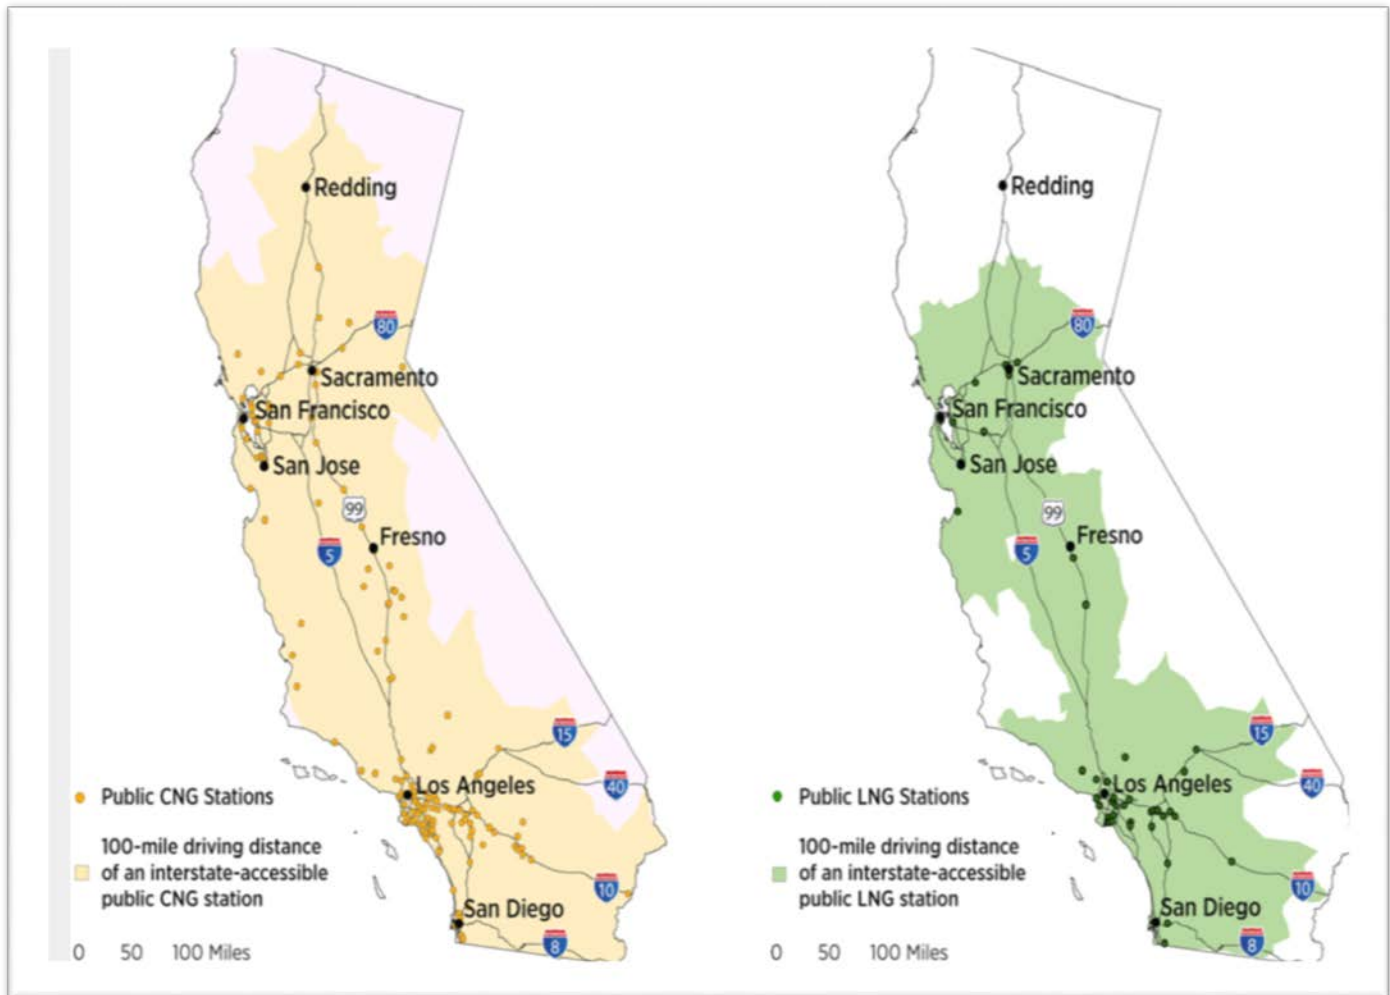 Redding
80
Sacramento
San Francisco
San Jose
99
Fresno
5
15
40
Los Angeles
Public CNG Stations
100-mile driving distance
of an interstate-accessible
public CNG station
10
San Diego
8
0 50 100 Miles
Redding
80
Sacramento
San Francisco
San Jose
99
Fresno
5
15
40
Los Angeles
Public LNG Stations
100-mile driving distance
of an interstate-accessible
public LNG station
10
San Diego
8
0 50 100 Miles